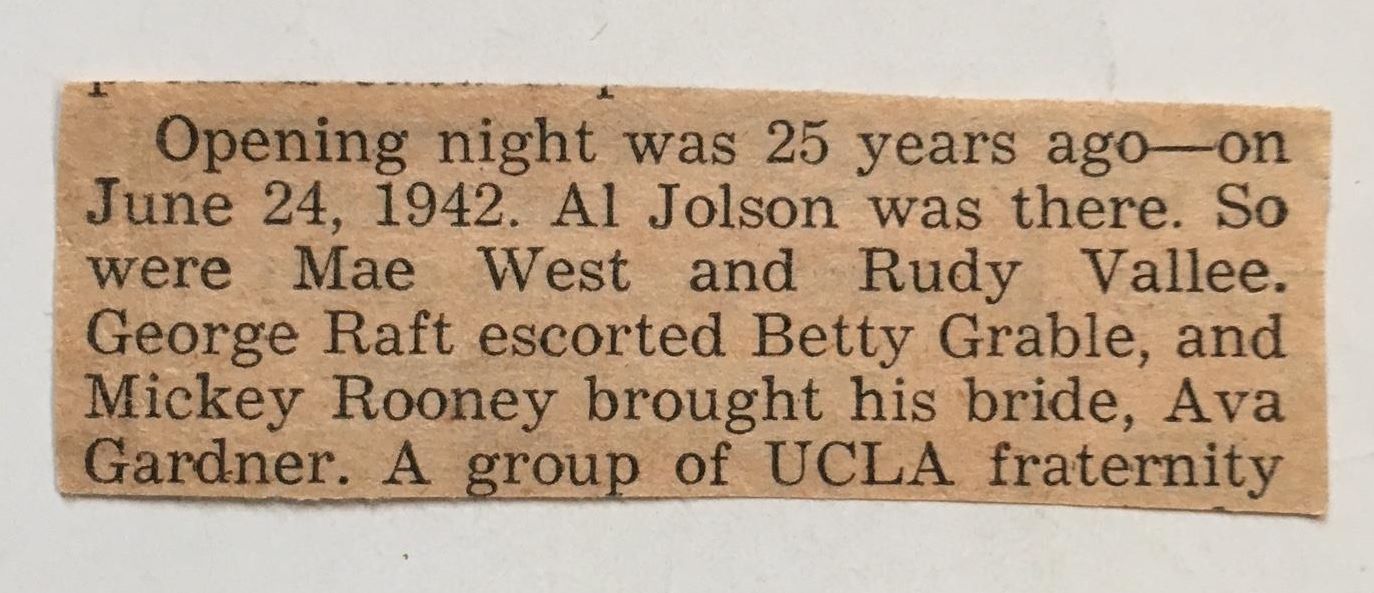 Opening night was 25 years ago—on
June 24, 1942. Al Jolson was there. So
were Mae West and Rudy Vallee.
George Raft escorted Betty Grable, and
Mickey Rooney brought his bride, Ava
Gardner. A group of UCLA fraternity